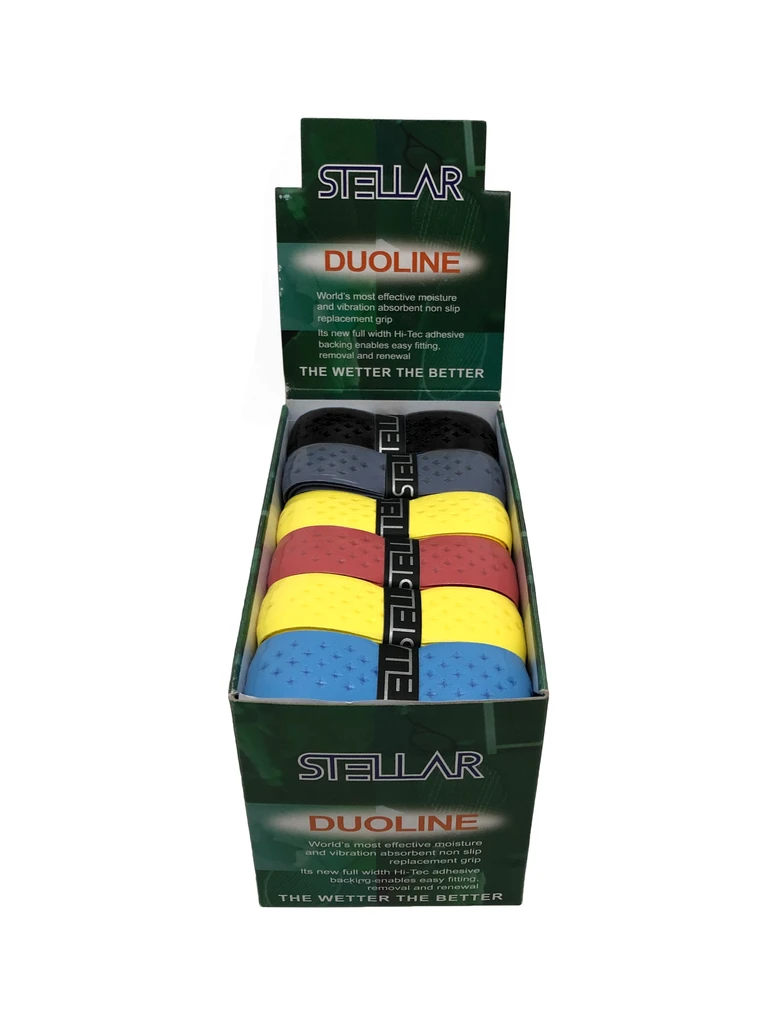 STELLAR
DUOLINE
World's most effective moisture
and vibration absorbent non slip
replacement grip
Its new full width Hi-Tec adhesive
backing enables easy fitting,
removal and renewal
THE WETTER THE BETTER
STELLAR
DUOLINE
World's most effective moisture
and vibration absorbent non slip
replacement grip
Its new full width Hi-Tec adhesive
backing enables easy fitting,
removal and renewal
THE WETTER THE BETTER